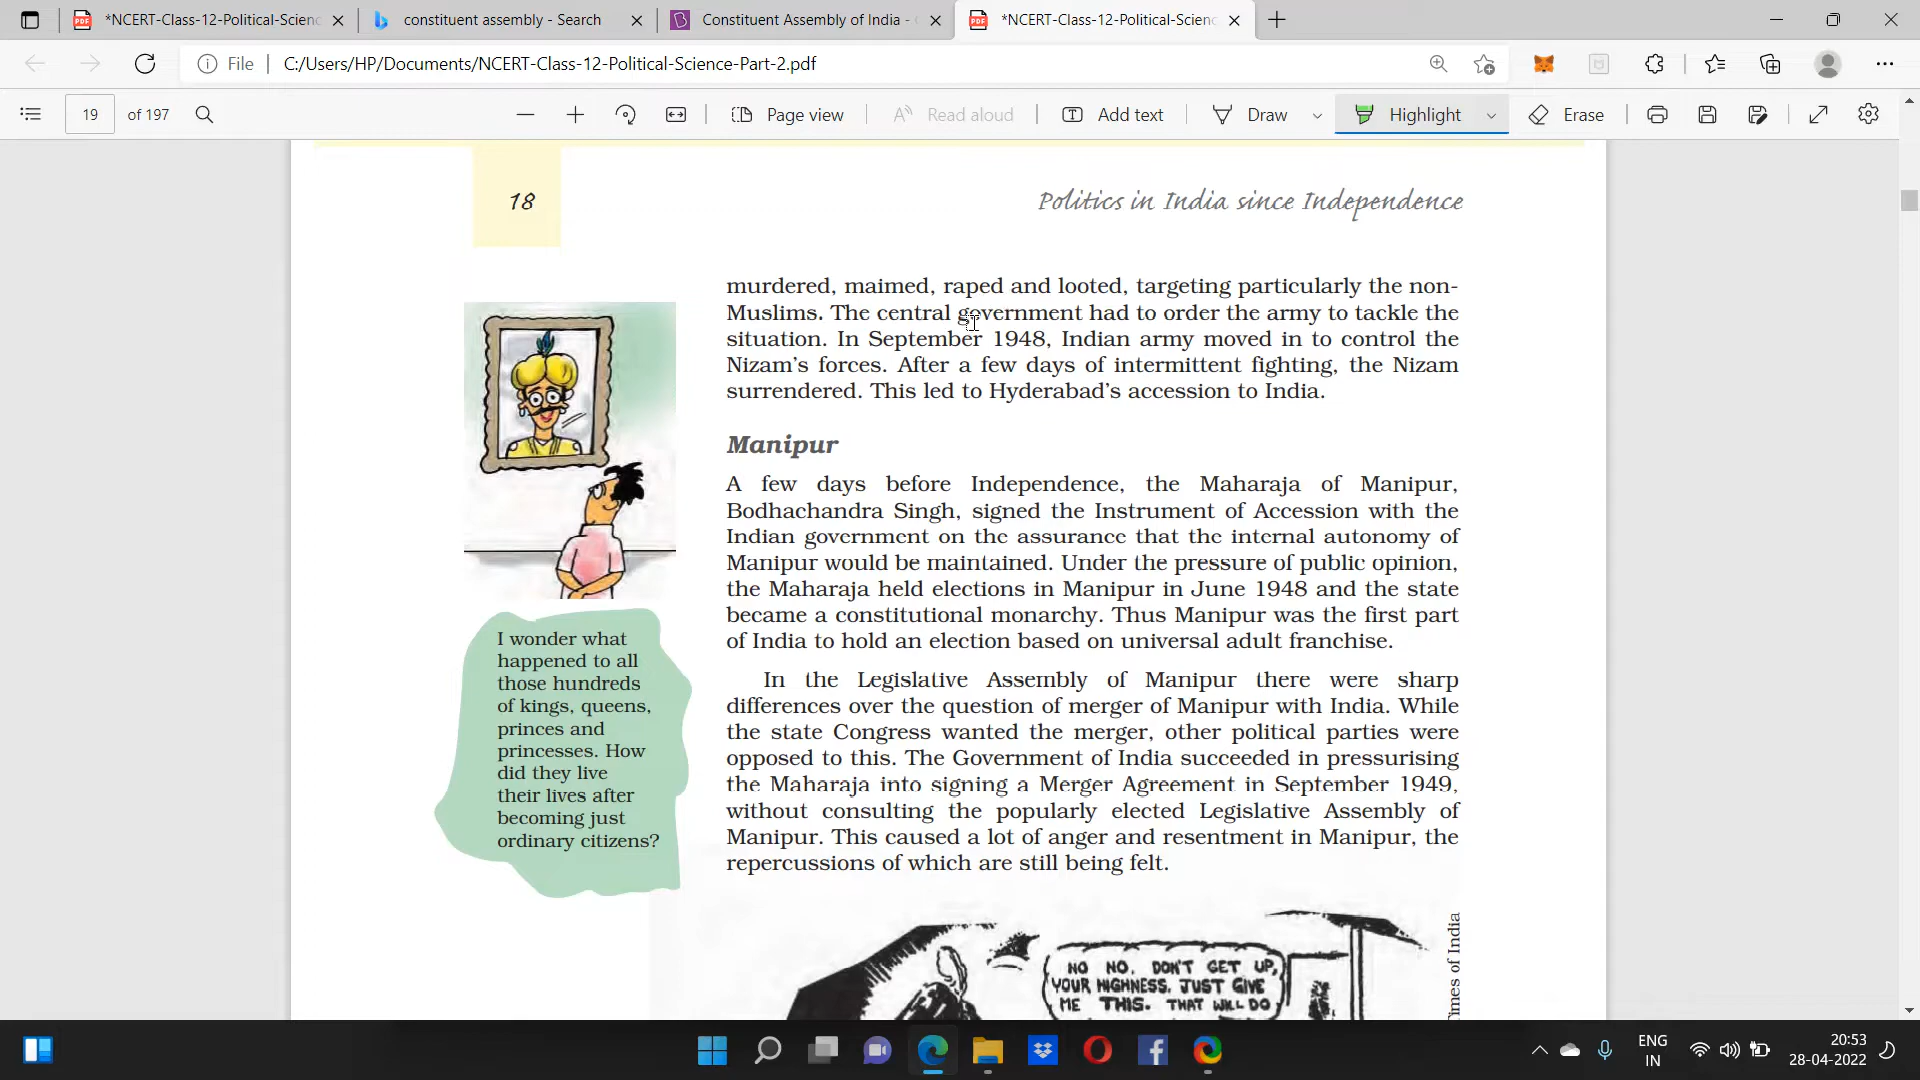 *NCERT-Class-12-Political-Scienc
constituent assembly - Search
Constituent Assembly of India -
*NCERT-Class-12-Political-Scienc
File
C:/Users/HP/Documents/NCERT-Class-12-Political-Science-Part-2.pdf
19 of 197
Page view
Read aloud
Add text
Draw
Highlight
Erase
18
Politics in India since Independence
murdered, maimed, raped and looted, targeting particularly the non-
Muslims. The central government had to order the army to tackle the
situation. In September 1948, Indian army moved in to control the
Nizam's forces. After a few days of intermittent fighting, the Nizam
surrendered. This led to Hyderabad's accession to India.
Manipur
A few days before Independence, the Maharaja of Manipur,
Bodhachandra Singh, signed the Instrument of Accession with the
Indian government on the assurance that the internal autonomy of
Manipur would be maintained. Under the pressure of public opinion,
the Maharaja held elections in Manipur in June 1948 and the state
became a constitutional monarchy. Thus Manipur was the first part
of India to hold an election based on universal adult franchise.
In the Legislative Assembly of Manipur there were sharp
differences over the question of merger of Manipur with India. While
the state Congress wanted the merger, other political parties were
opposed to this. The Government of India succeeded in pressurising
the Maharaja into signing a Merger Agreement in September 1949,
without consulting the popularly elected Legislative Assembly of
Manipur. This caused a lot of anger and resentment in Manipur, the
repercussions of which are still being felt.
I wonder what
happened to all
those hundreds
of kings, queens,
princes and
princesses. How
did they live
their lives after
becoming just
ordinary citizens?
NO NO, DON'T GET UP,
YOUR HIGHNESS. JUST GIVE
ME THIS. THAT WILL DO
Times of India
ENG
IN
20:53
28-04-2022